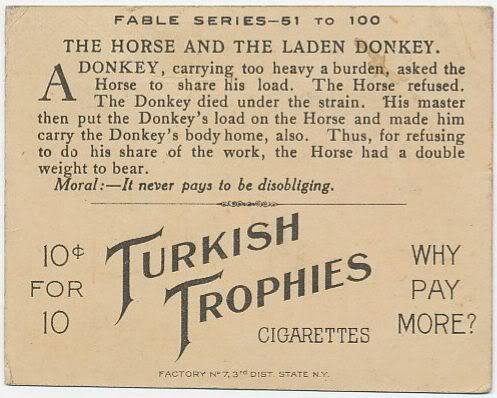 FABLE SERIES—51 TO 100
THE HORSE AND THE LADEN DONKEY.
A DONKEY, carrying too heavy a burden, asked the
Horse to share his load. The Horse refused.
The Donkey died under the strain. His master
then put the Donkey's load on the Horse and made him
carry the Donkey's body home, also. Thus, for refusing
to do his share of the work, the Horse had a double
weight to bear.
Moral:—It never pays to be disobliging.
10¢
FOR
10
TURKISH
TROPHIES
CIGARETTES
WHY
PAY
MORE?
FACTORY Nº 7, 3rd DIST. STATE N.Y.